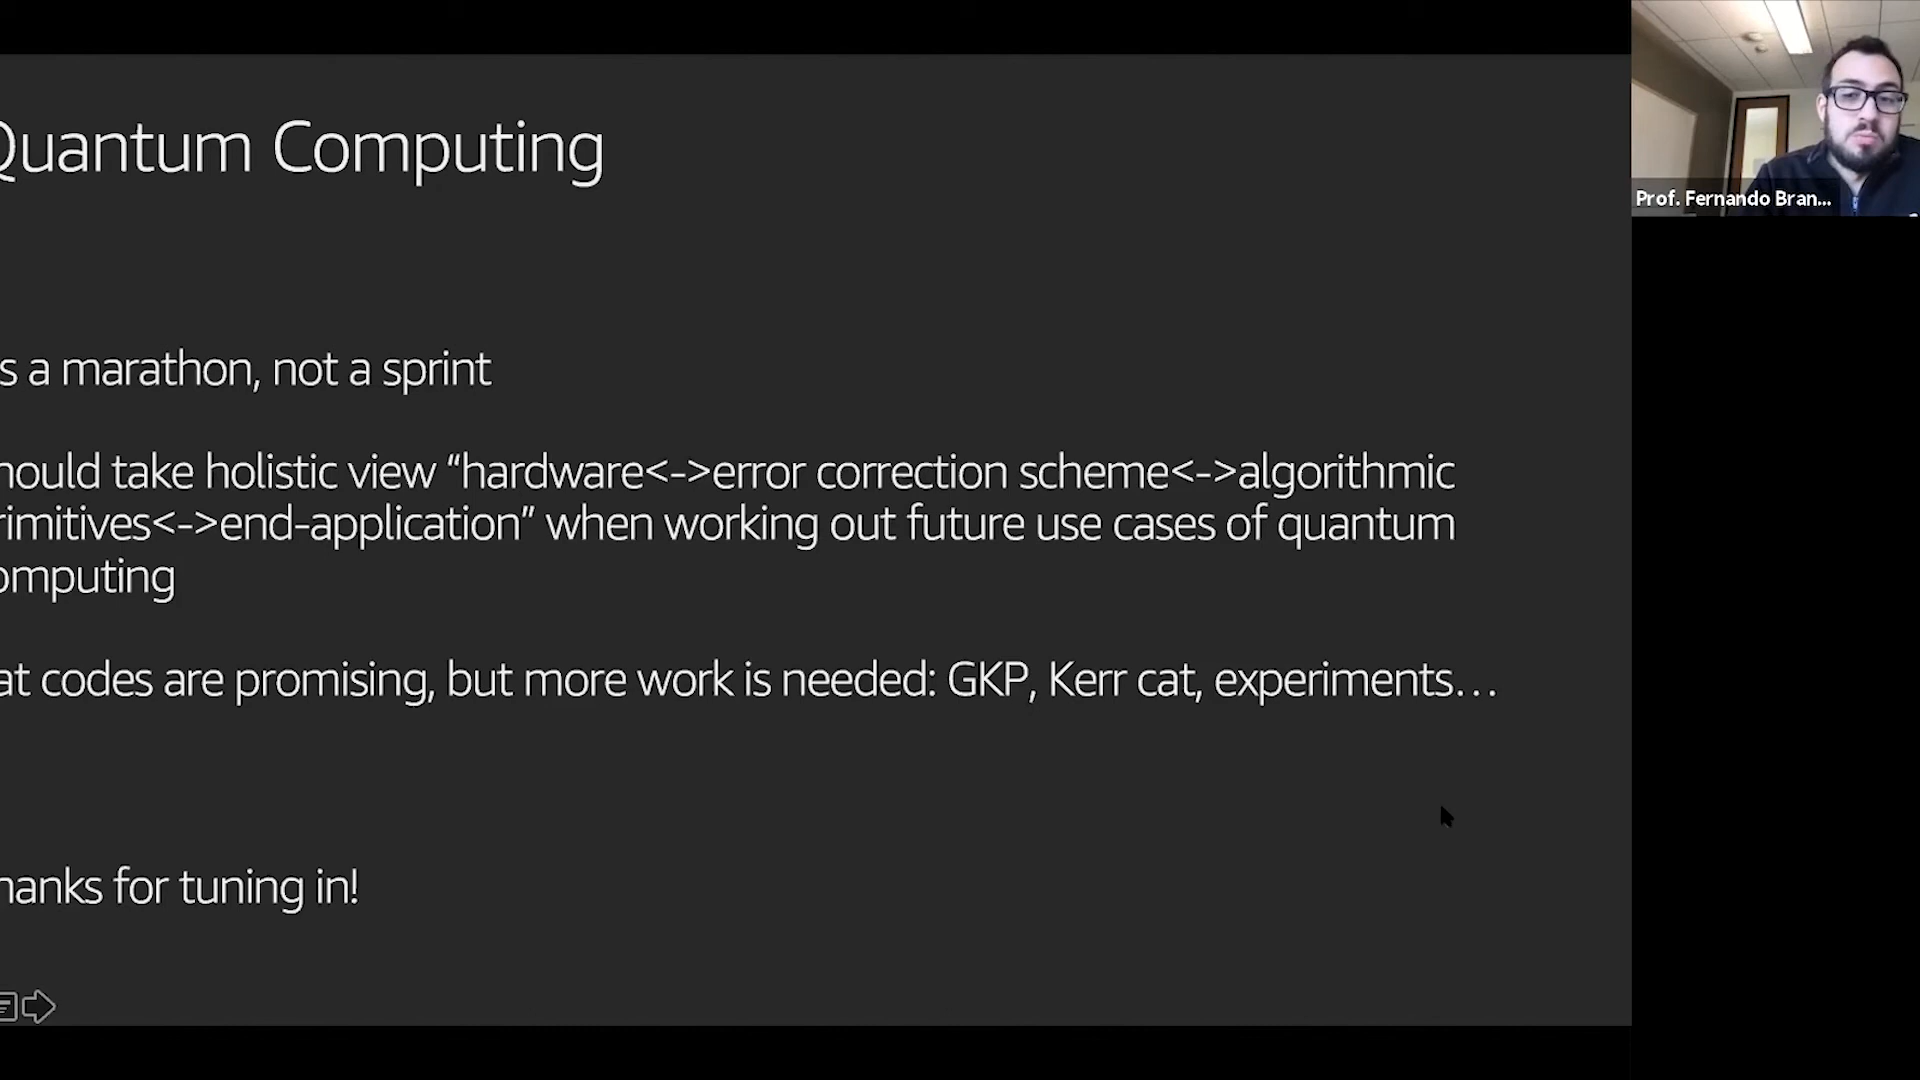 Quantum Computing
Prof. Fernando Bran...
s a marathon, not a sprint
hould take holistic view “hardware<->error correction scheme<->algorithmic
rimitives<->end-application” when working out future use cases of quantum
omputing
at codes are promising, but more work is needed: GKP, Kerr cat, experiments...
hanks for tuning in!